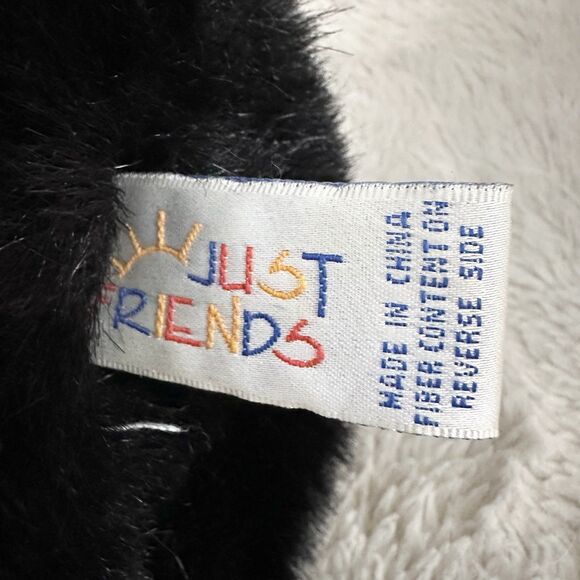 JUST
FRIENDS
MADE IN CHINA
FIBER CONTENT ON
REVERSE SIDE